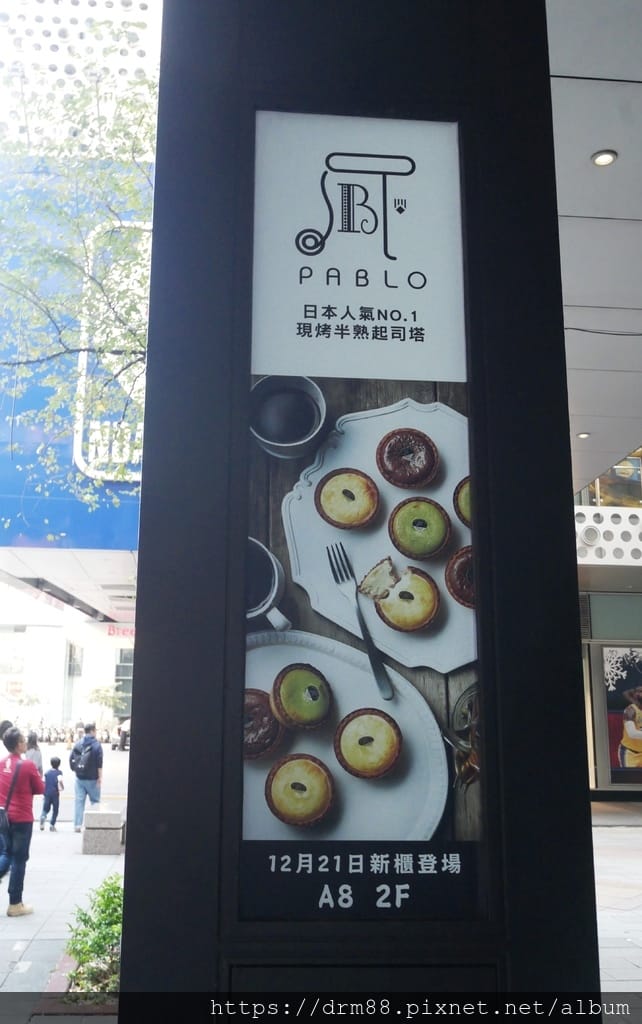 PABLO
日本人氣NO.1
現烤半熟起司塔
12月21日新櫃登場
A8 2F
https://drm88.pixnet.net/album